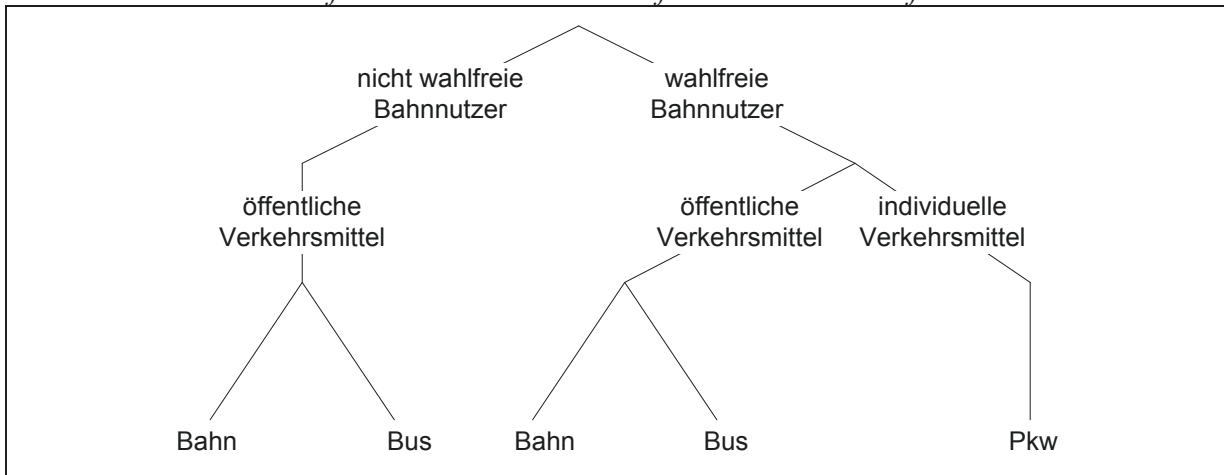 nicht wahlfreie
Bahnnutzer
wahlfreie
Bahnnutzer
öffentliche
Verkehrsmittel
öffentliche
Verkehrsmittel
individuelle
Verkehrsmittel
Bahn
Bus
Bahn
Bus
Pkw